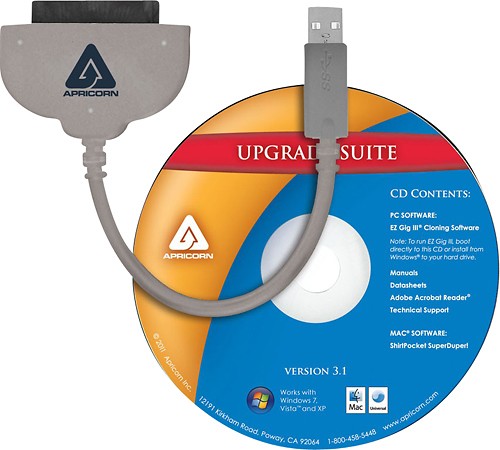 APRICORN
SS
UPGRADE SUITE
CD CONTENTS:
PC SOFTWARE:
EZ Gig III® Cloning Software
Note: To run EZ Gig III, boot
directly to this CD or install from
Windows® to your hard drive.
Manuals
Datasheets
Adobe Acrobat Reader®
Technical Support
MAC® SOFTWARE:
ShirtPocket SuperDuper!
APRICORN
VERSION 3.1
Works with
Windows 7,
Vista™ and XP
Mac
Universal
© 2011 Apricorn Inc.
12191 Kirkham Road, Poway, CA 92064 1-800-458-5448 www.apricorn.com